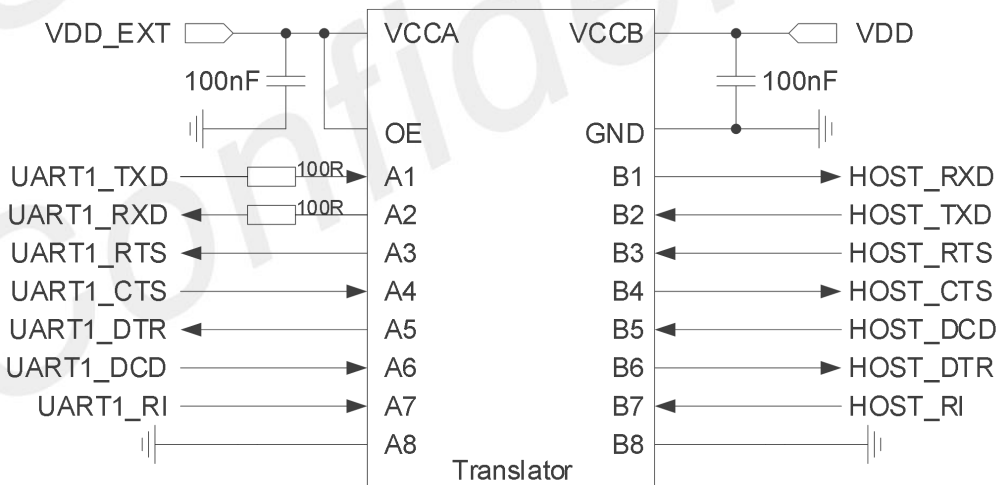 VDD_EXT VCCA VCCB VDD
100nF 100nF
OE GND
UART1_TXD 100R A1 B1 HOST_RXD
UART1_RXD 100R A2 B2 HOST_TXD
UART1_RTS A3 B3 HOST_RTS
UART1_CTS A4 B4 HOST_CTS
UART1_DTR A5 B5 HOST_DCD
UART1_DCD A6 B6 HOST_DTR
UART1_RI A7 B7 HOST_RI
A8 B8
Translator